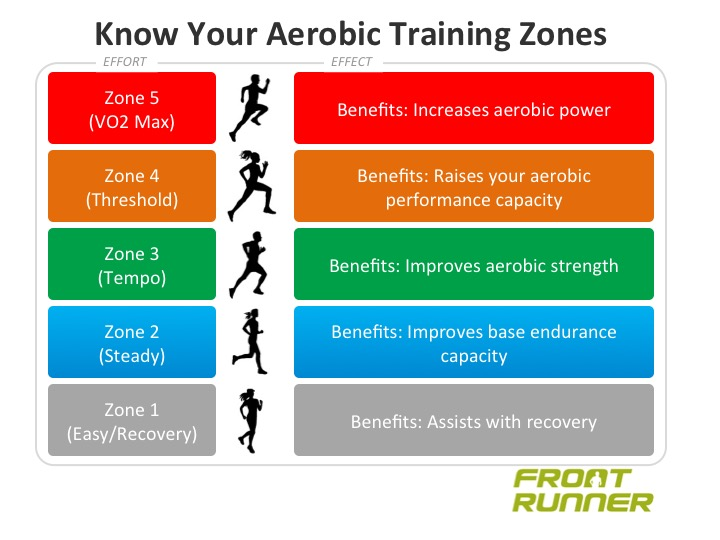 Know Your Aerobic Training Zones
EFFORT
EFFECT
Zone 5
(VO2 Max)
Benefits: Increases aerobic power
Zone 4
(Threshold)
Benefits: Raises your aerobic
performance capacity
Zone 3
(Tempo)
Benefits: Improves aerobic strength
Zone 2
(Steady)
Benefits: Improves base endurance
capacity
Zone 1
(Easy/Recovery)
Benefits: Assists with recovery
FRONT
RUNNER